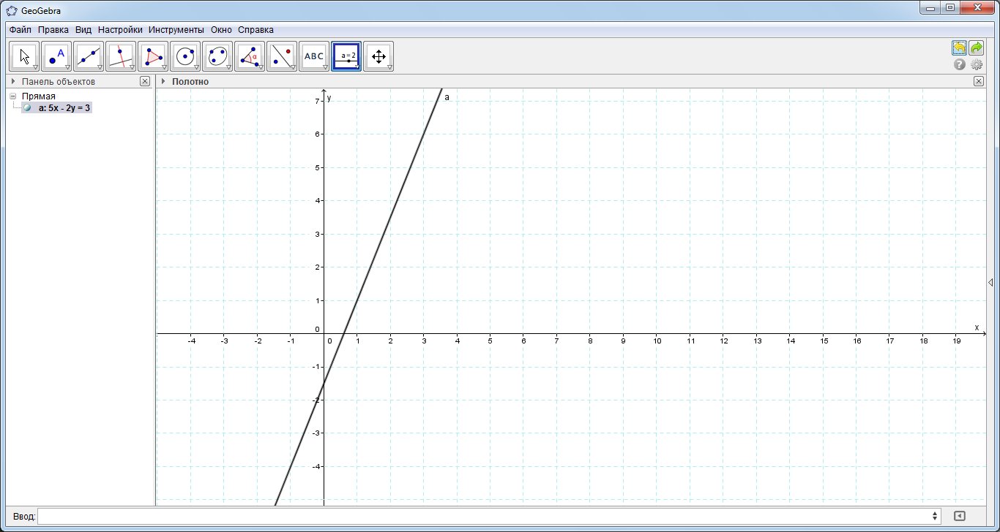 GeoGebra
Файл Правка Вид Настройки Инструменты Окно Справка
A α ABC a = 2
?
Панель объектов
Полотно
Прямая
a: 5x - 2y = 3
y
a
7
6
5
4
3
2
1
0
x
-4 -3 -2 -1 0 1 2 3 4 5 6 7 8 9 10 11 12 13 14 15 16 17 18 19
-1
-2
-3
-4
Ввод: